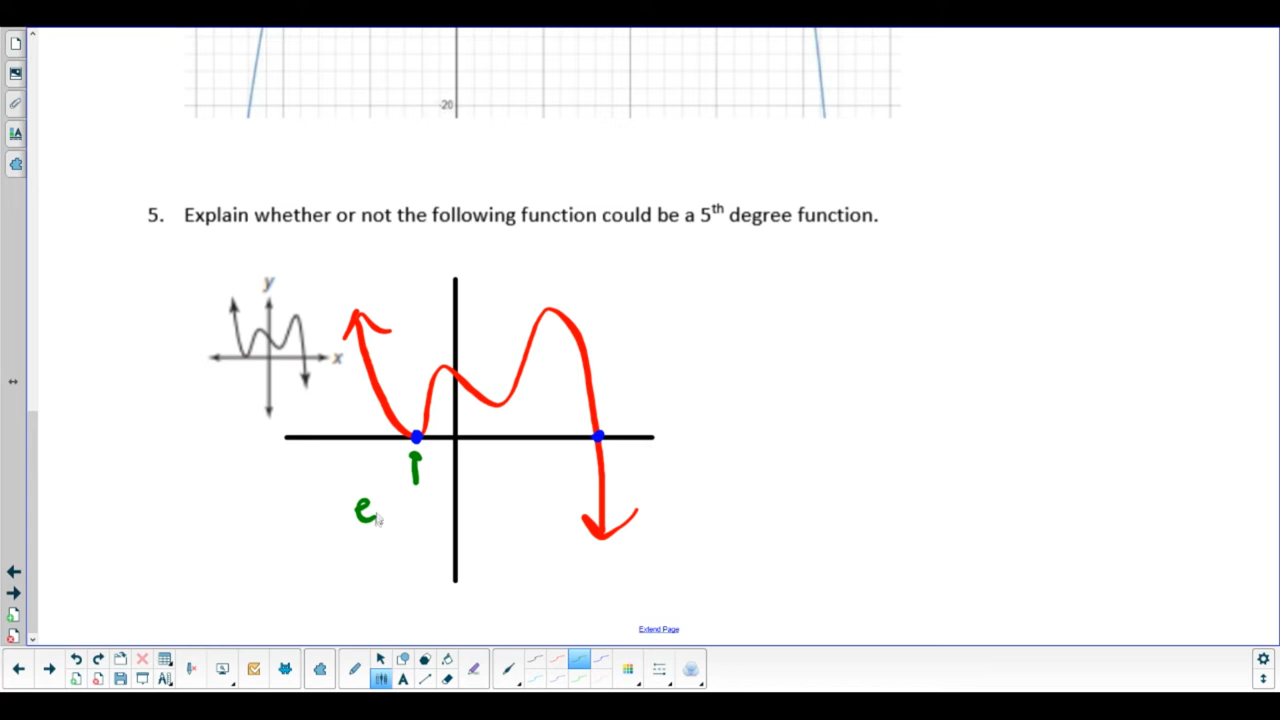 -20
5. Explain whether or not the following function could be a 5th degree function.
y
x
e
Extend Page